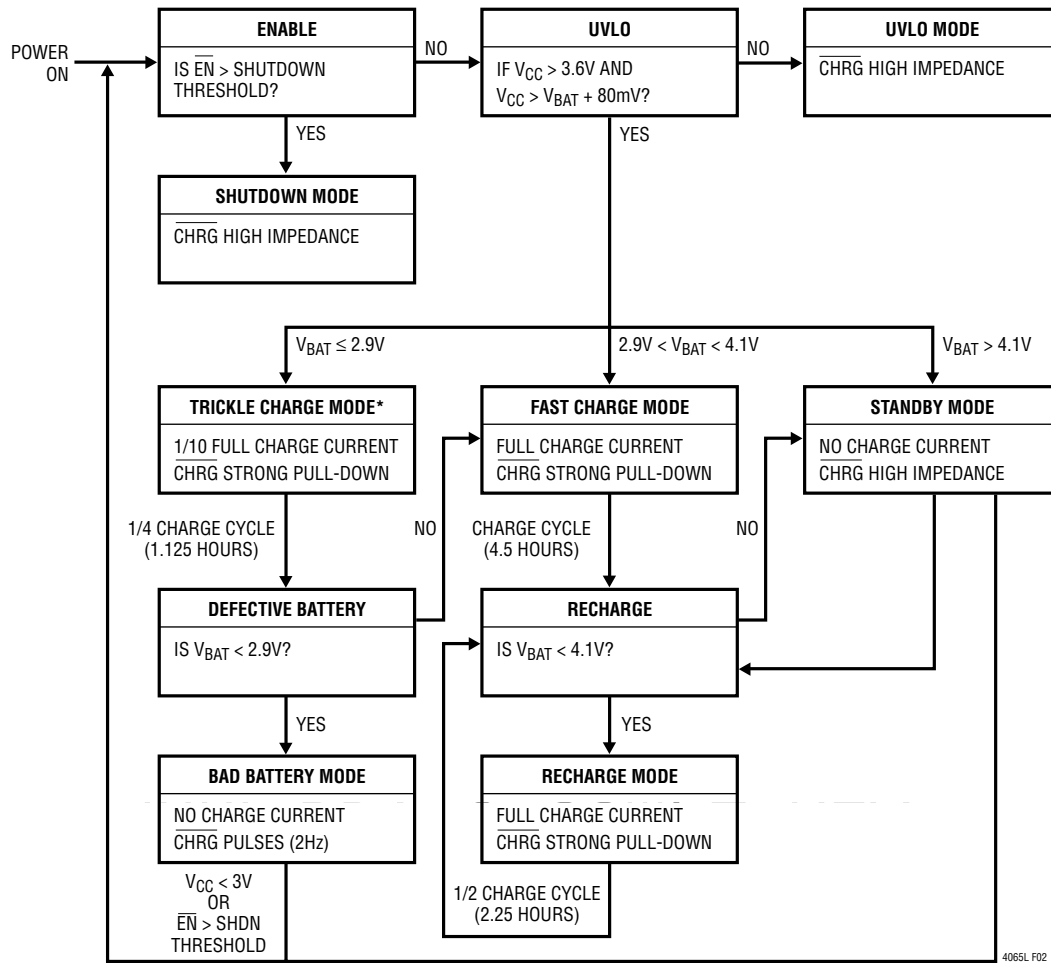 POWER
ON
ENABLE
IS EN > SHUTDOWN
THRESHOLD?
NO
UVLO
IF VCC > 3.6V AND
VCC > VBAT + 80mV?
NO
UVLO MODE
CHRG HIGH IMPEDANCE
YES
YES
SHUTDOWN MODE
CHRG HIGH IMPEDANCE
VBAT ≤ 2.9V
2.9V < VBAT < 4.1V
VBAT > 4.1V
TRICKLE CHARGE MODE*
1/10 FULL CHARGE CURRENT
CHRG STRONG PULL-DOWN
FAST CHARGE MODE
FULL CHARGE CURRENT
CHRG STRONG PULL-DOWN
STANDBY MODE
NO CHARGE CURRENT
CHRG HIGH IMPEDANCE
1/4 CHARGE CYCLE
(1.125 HOURS)
NO
CHARGE CYCLE
(4.5 HOURS)
NO
DEFECTIVE BATTERY
IS VBAT < 2.9V?
RECHARGE
IS VBAT < 4.1V?
YES
YES
BAD BATTERY MODE
NO CHARGE CURRENT
CHRG PULSES (2Hz)
RECHARGE MODE
FULL CHARGE CURRENT
CHRG STRONG PULL-DOWN
VCC < 3V
OR
EN > SHDN
THRESHOLD
1/2 CHARGE CYCLE
(2.25 HOURS)
4065L F02